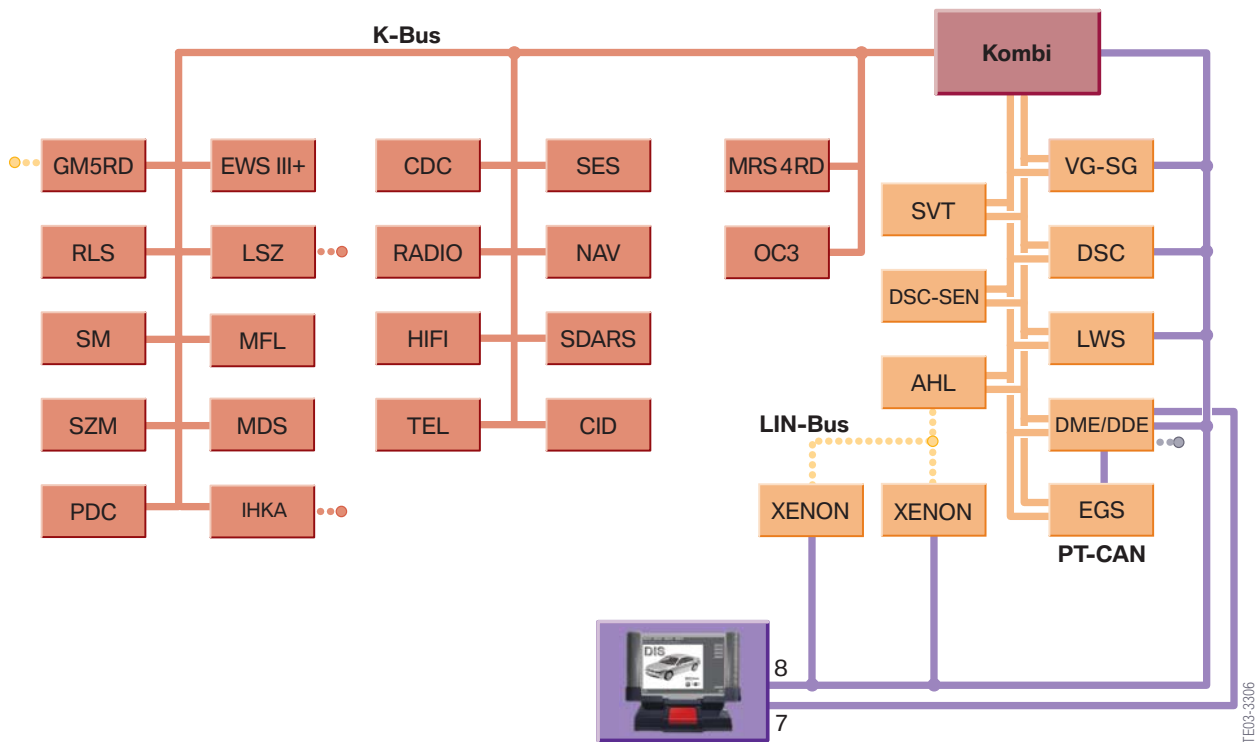 K-Bus
Kombi
GM5RD
EWS III+
CDC
SES
MRS 4RD
VG-SG
SVT
RLS
LSZ
RADIO
NAV
OC3
DSC
DSC-SEN
SM
MFL
HIFI
SDARS
LWS
AHL
SZM
MDS
TEL
CID
LIN-Bus
DME/DDE
PDC
IHKA
XENON
XENON
EGS
PT-CAN
DIS
8
7
TE03-3306